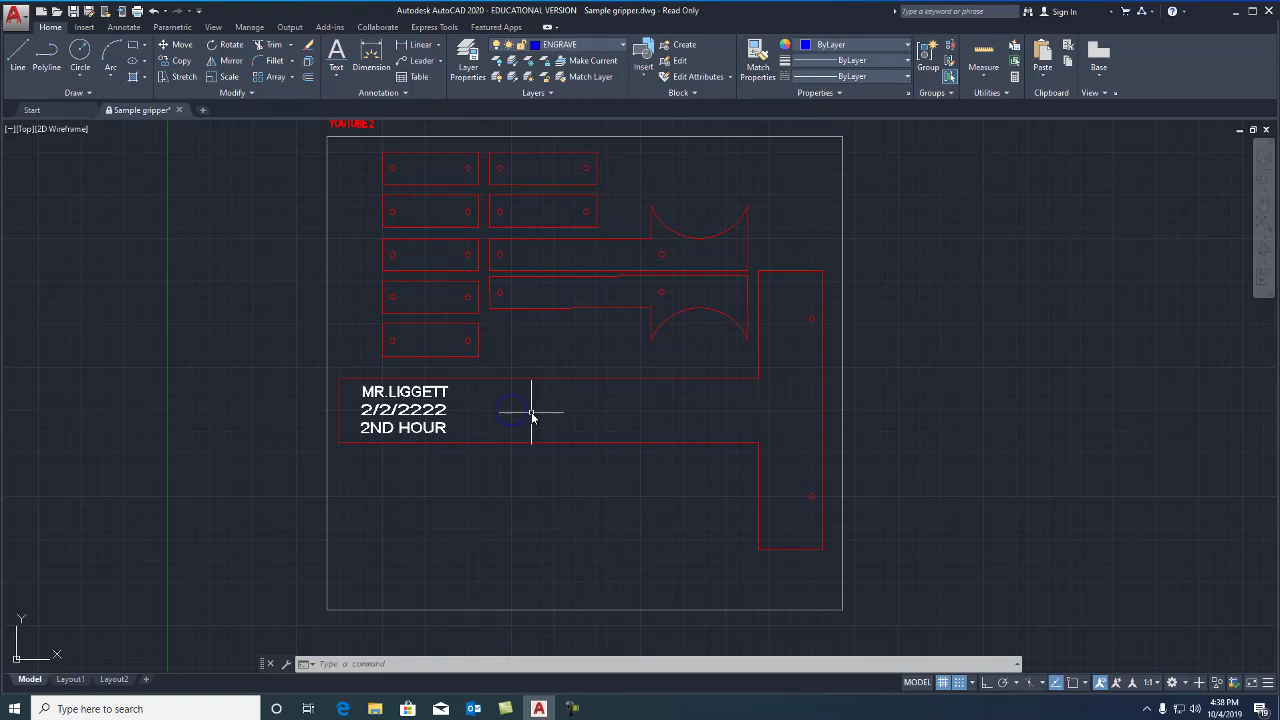 Autodesk AutoCAD 2020 - EDUCATIONAL VERSION Sample gripper.dwg - Read Only
Type a keyword or phrase
Sign In
Home Insert Annotate Parametric View Manage Output Add-ins Collaborate Express Tools Featured Apps
Line Polyline Circle Arc
Move Rotate Trim
Copy Mirror Fillet
Stretch Scale Array
Text Dimension
Linear
Leader
Table
Layer Properties
ENGRAVE
Make Current
Match Layer
Insert
Create
Edit
Edit Attributes
Match Properties
ByLayer
ByLayer
ByLayer
Group
Measure
Paste
Base
Draw Modify Annotation Layers Block Properties Groups Utilities Clipboard View
Start Sample gripper*
[−][Top][2D Wireframe]
YOUTUBE 2
MR.LIGGETT
2/2/2222
2ND HOUR
Y
X
Type a command
Model Layout1 Layout2
MODEL
1:1
Type here to search
4:38 PM
10/4/2019